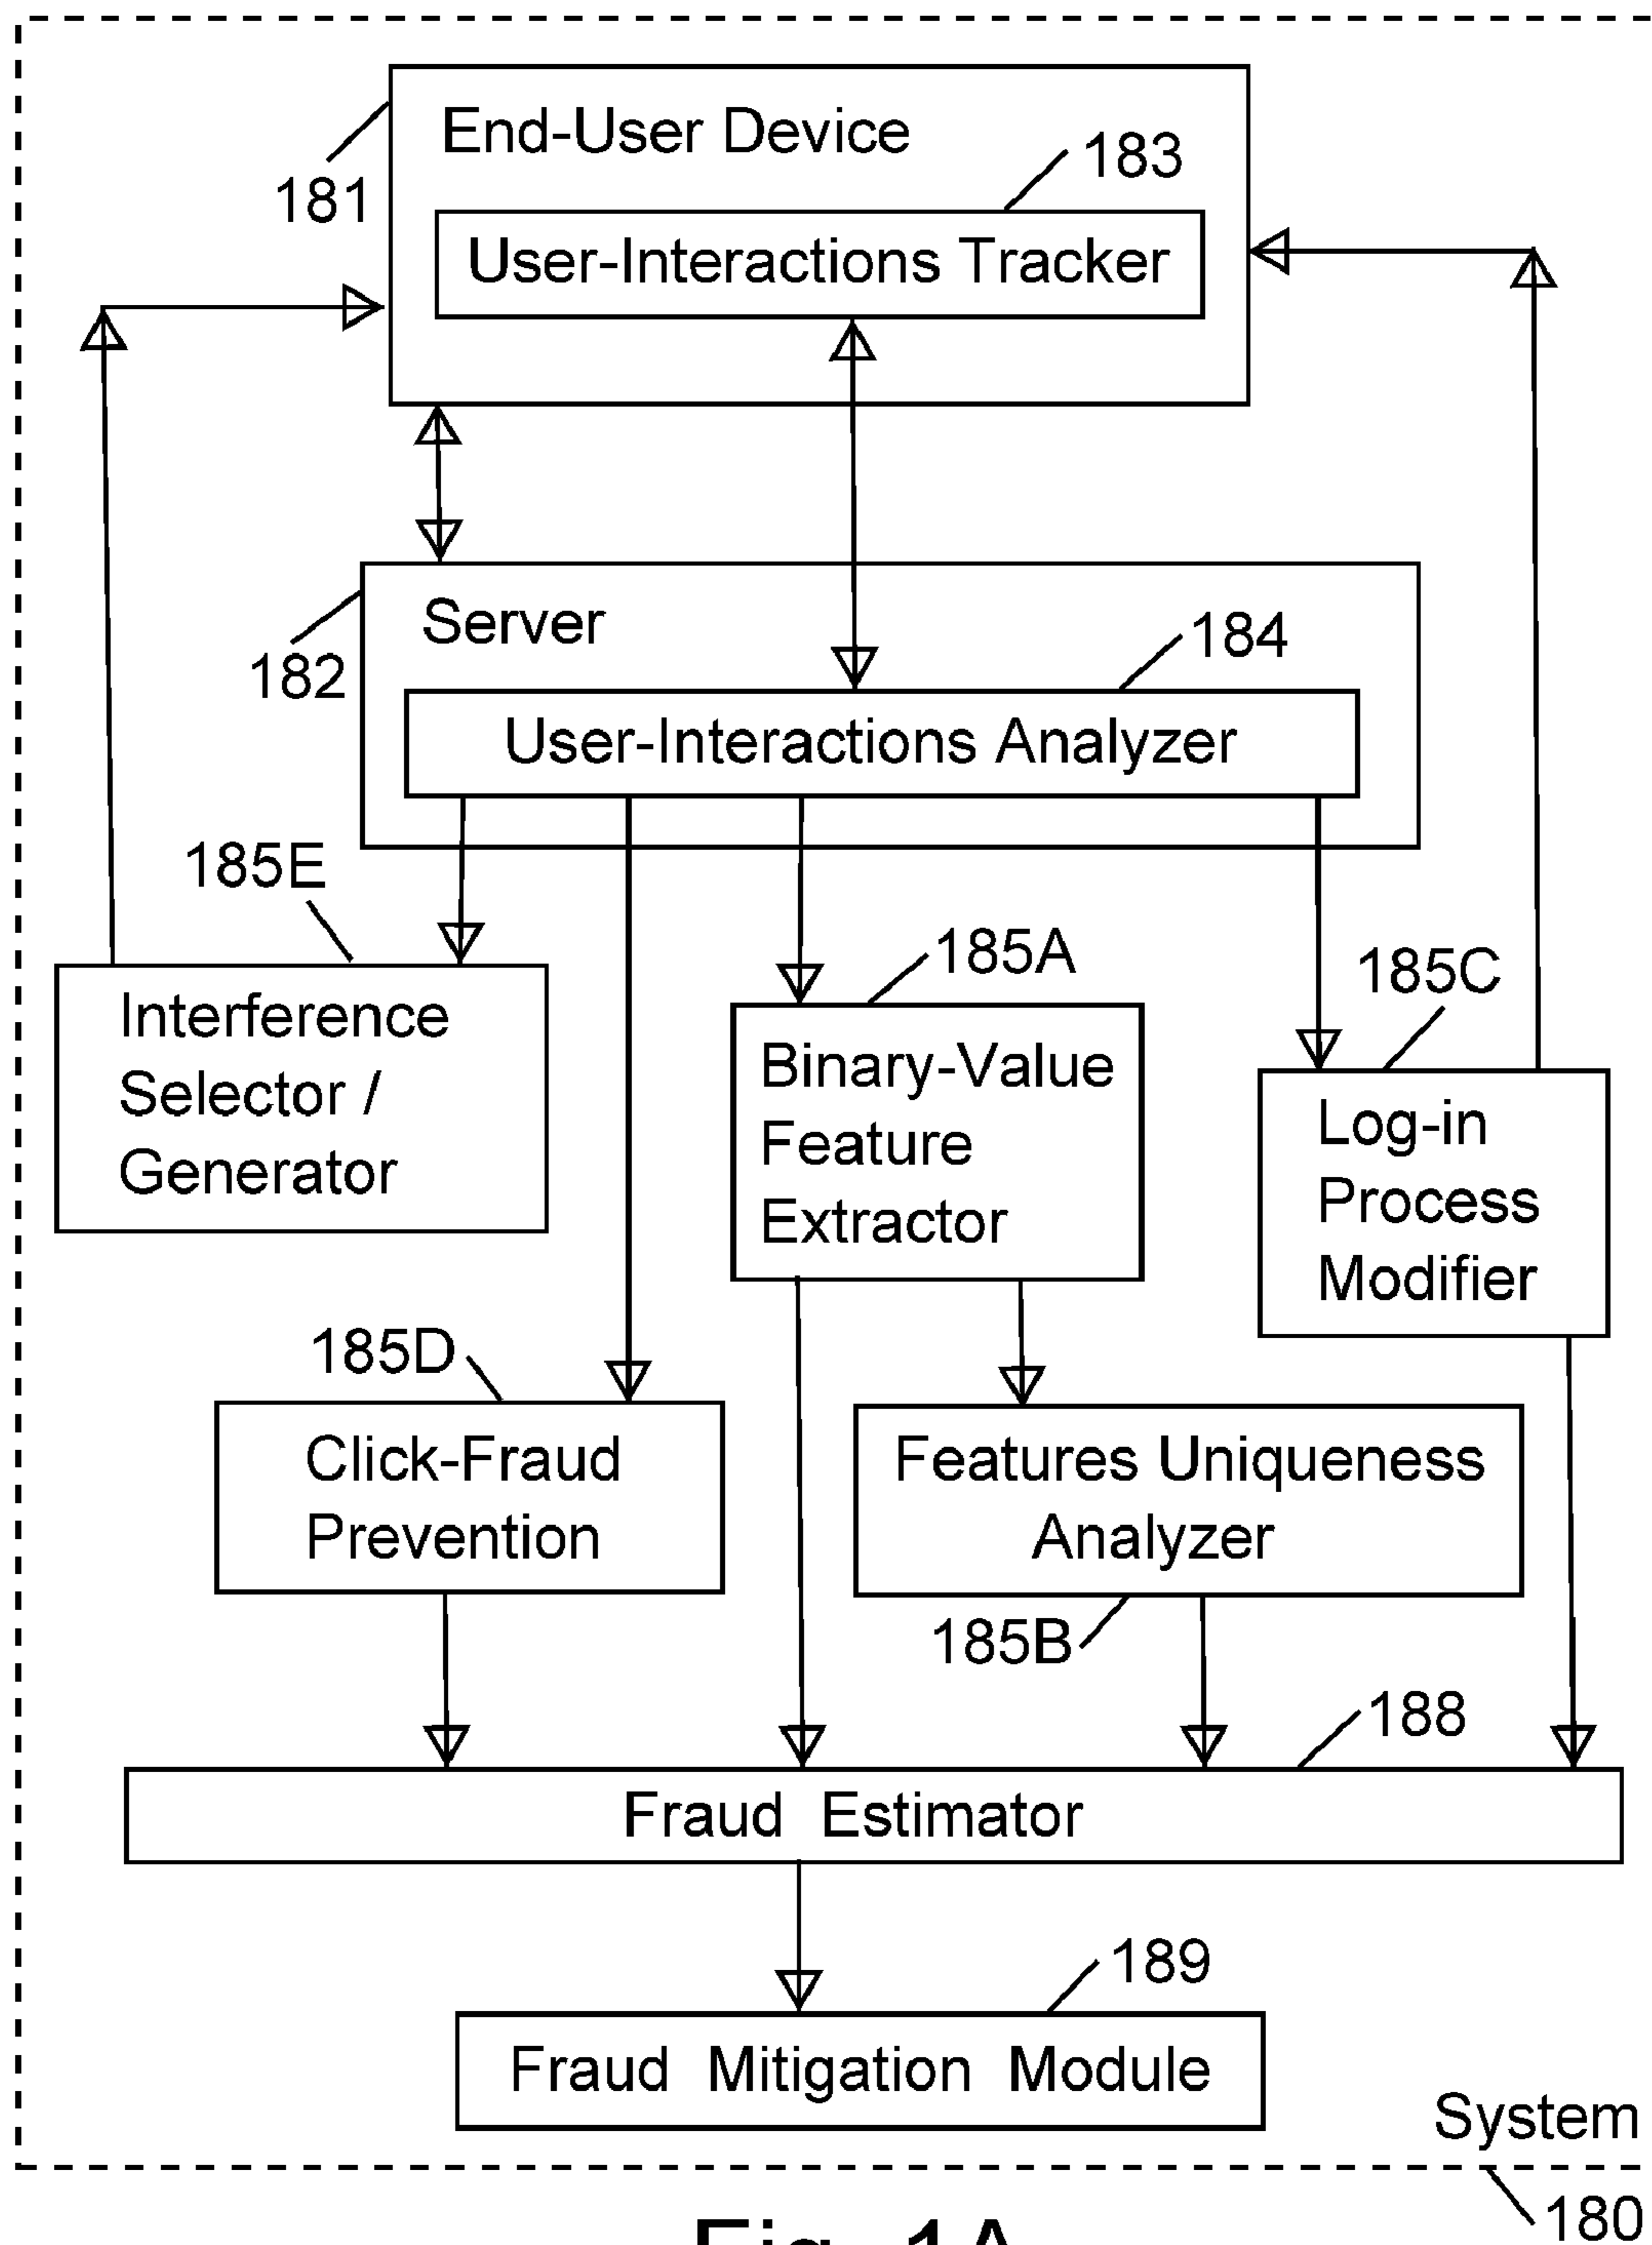 End-User Device
183
181
User-Interactions Tracker
Server
184
182
User-Interactions Analyzer
185E
185A
185C
Interference
Selector /
Generator
Binary-Value
Feature
Extractor
Log-in
Process
Modifier
185D
Click-Fraud
Prevention
Features Uniqueness
Analyzer
185B
188
Fraud Estimator
189
Fraud Mitigation Module
System
180
Fig. 1A